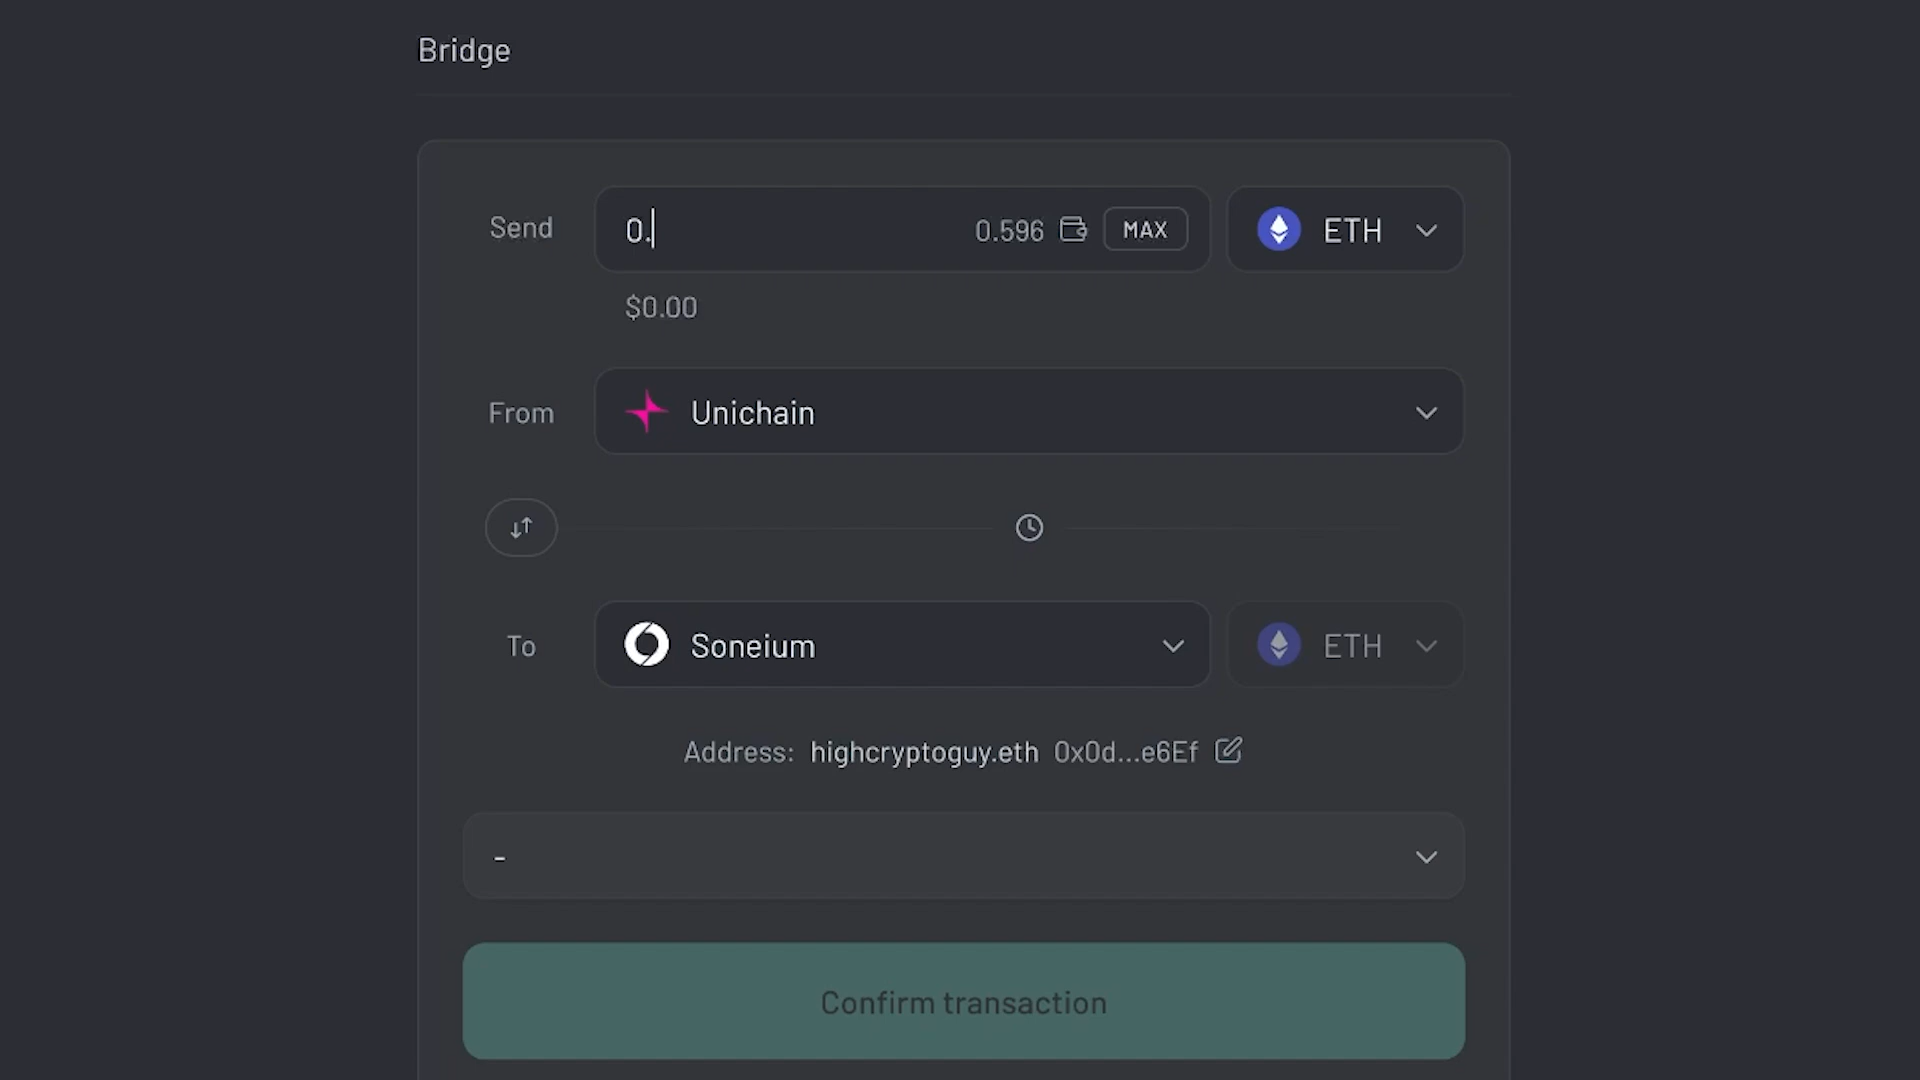 Bridge
Send 0. 0.596 MAX ETH
$0.00
From Unichain
To Soneium ETH
Address: highcryptoguy.eth 0x0d...e6Ef
-
Confirm transaction